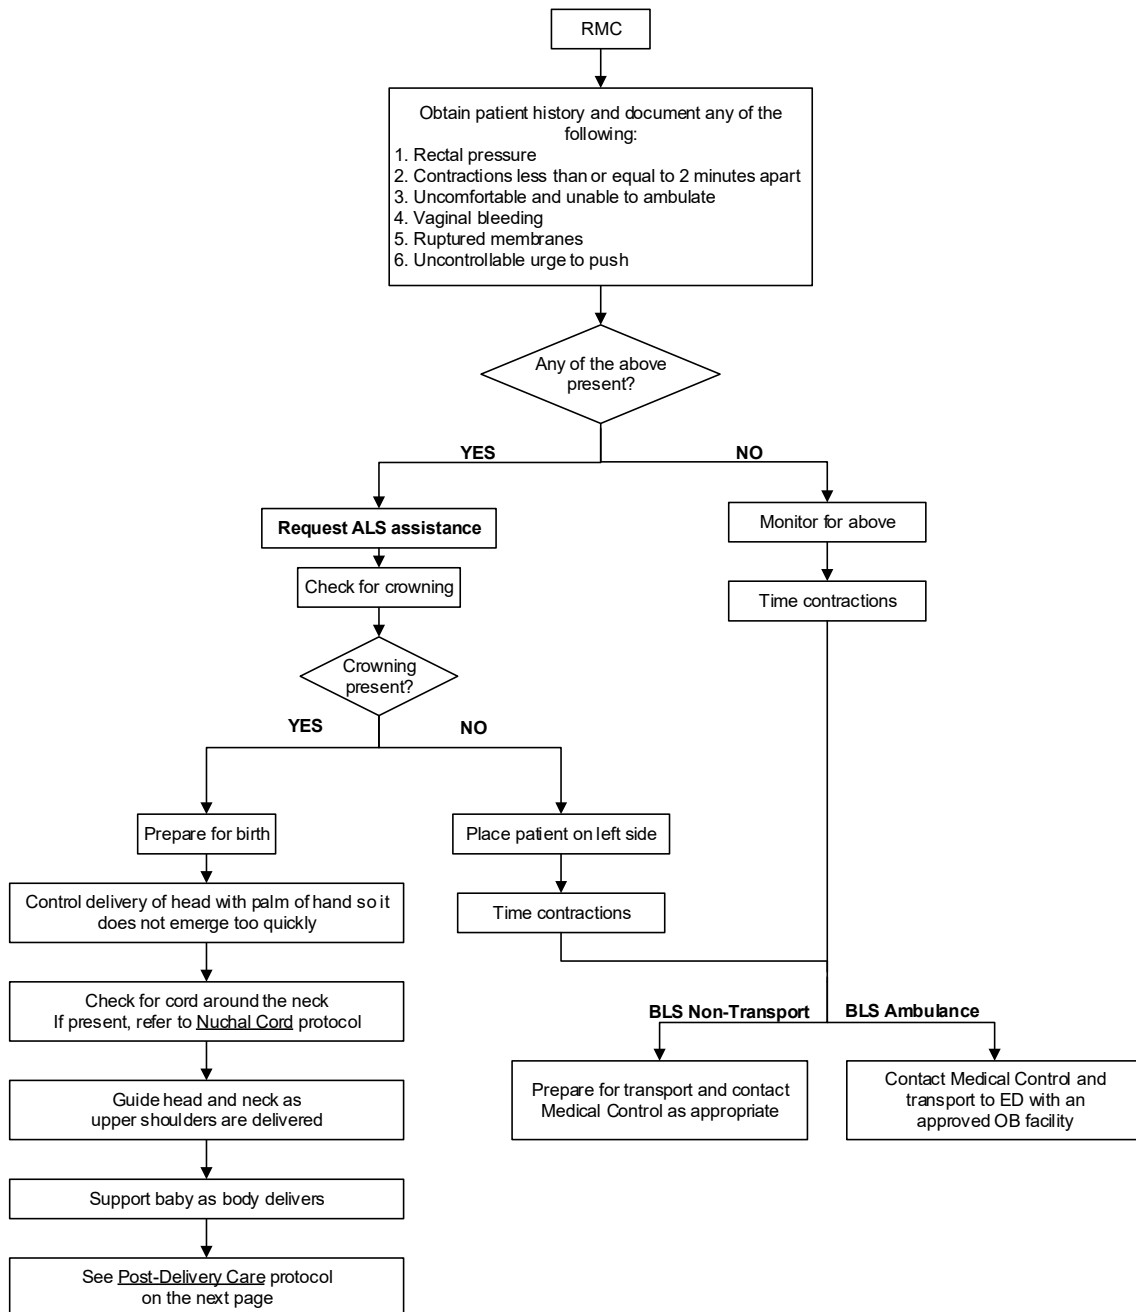 RMC
Obtain patient history and document any of the
following:
1. Rectal pressure
2. Contractions less than or equal to 2 minutes apart
3. Uncomfortable and unable to ambulate
4. Vaginal bleeding
5. Ruptured membranes
6. Uncontrollable urge to push
Any of the above
present?
YES
NO
Request ALS assistance
Check for crowning
Crowning
present?
YES
NO
Prepare for birth
Control delivery of head with palm of hand so it
does not emerge too quickly
Check for cord around the neck
If present, refer to Nuchal Cord protocol
Guide head and neck as
upper shoulders are delivered
Support baby as body delivers
See Post-Delivery Care protocol
on the next page
Place patient on left side
Time contractions
Monitor for above
Time contractions
BLS Non-Transport
BLS Ambulance
Prepare for transport and contact
Medical Control as appropriate
Contact Medical Control and
transport to ED with an
approved OB facility